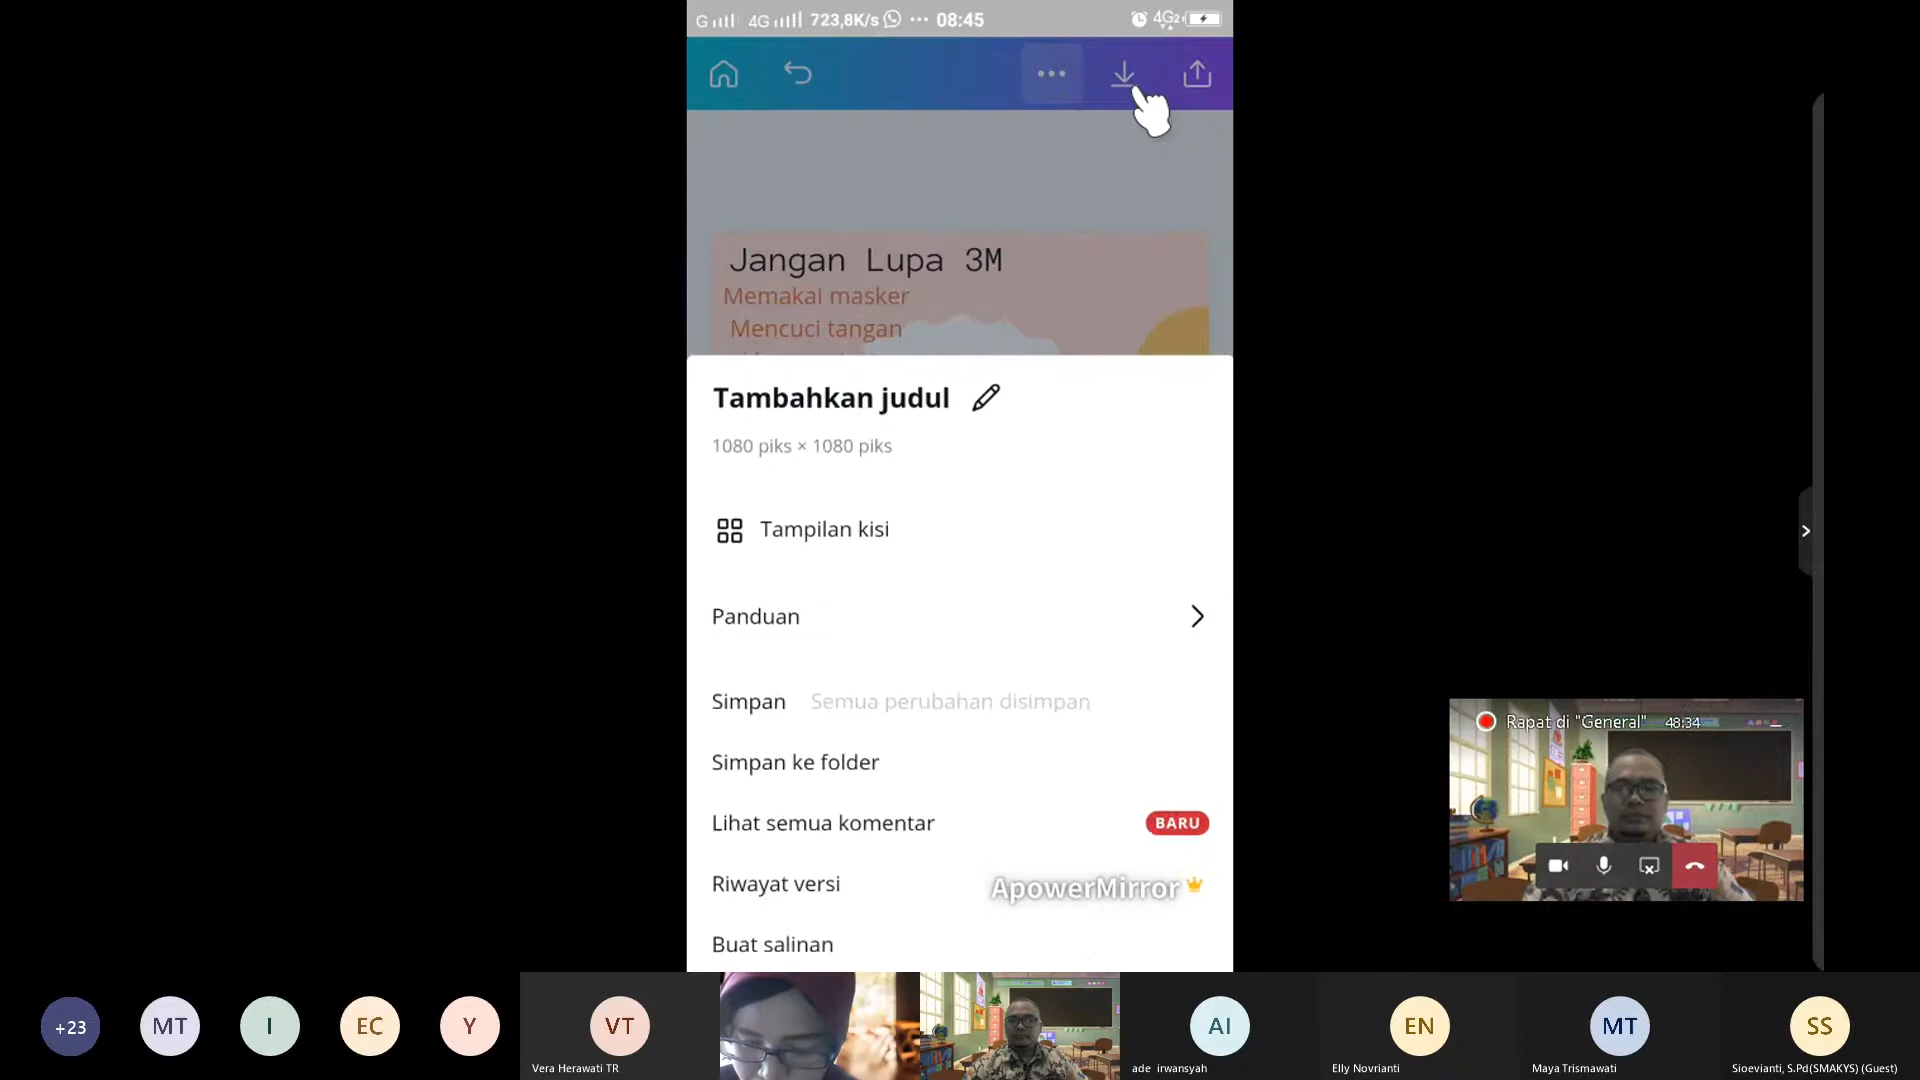 G 4G 723,8K/s ••• 08:45 4G2
Jangan Lupa 3M
Memakai masker
Mencuci tangan
Tambahkan judul
1080 piks × 1080 piks
Tampilan kisi
Panduan
Simpan Semua perubahan disimpan
Simpan ke folder
Lihat semua komentar BARU
Riwayat versi
ApowerMirror
Buat salinan
Rapat di "General" 48:34
+23 MT I EC Y VT AI EN MT SS
Vera Herawati TR
ade irwansyah
Elly Novrianti
Maya Trismawati
Sioevianti, S.Pd(SMAKYS) (Guest)